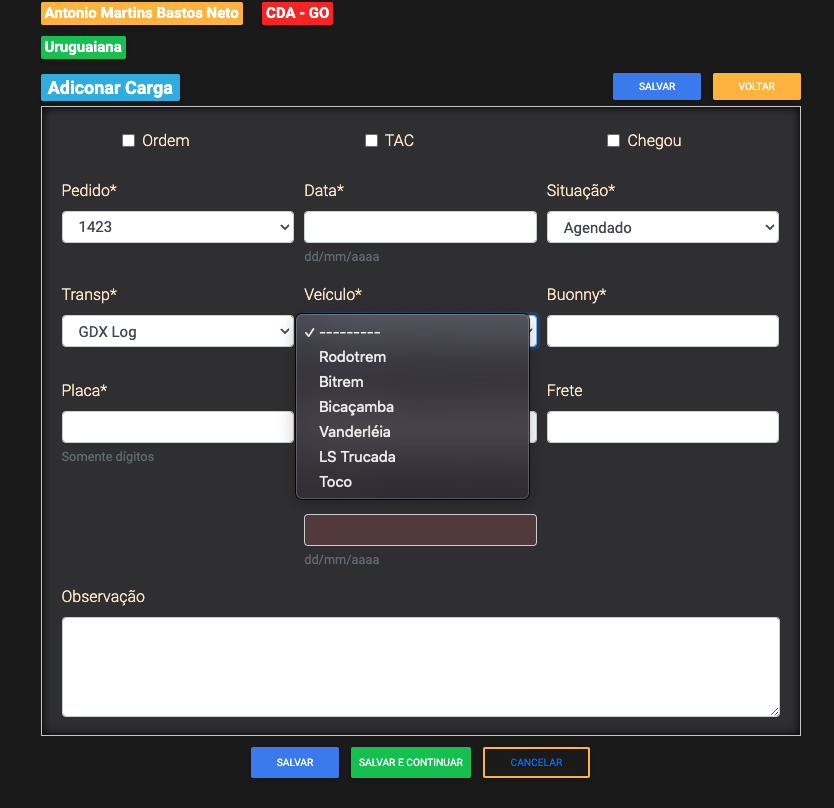 Antonio Martins Bastos Neto CDA - GO
Uruguaiana
Adiconar Carga SALVAR VOLTAR
Ordem TAC Chegou
Pedido* Data* Situação*
1423 Agendado
dd/mm/aaaa
Transp* Veículo* Buonny*
GDX Log ✓ ---------
Rodotrem
Bitrem
Placa* Frete
Bicaçamba
Vanderléia
Somente dígitos LS Trucada
Toco
dd/mm/aaaa
Observação
SALVAR SALVAR E CONTINUAR CANCELAR